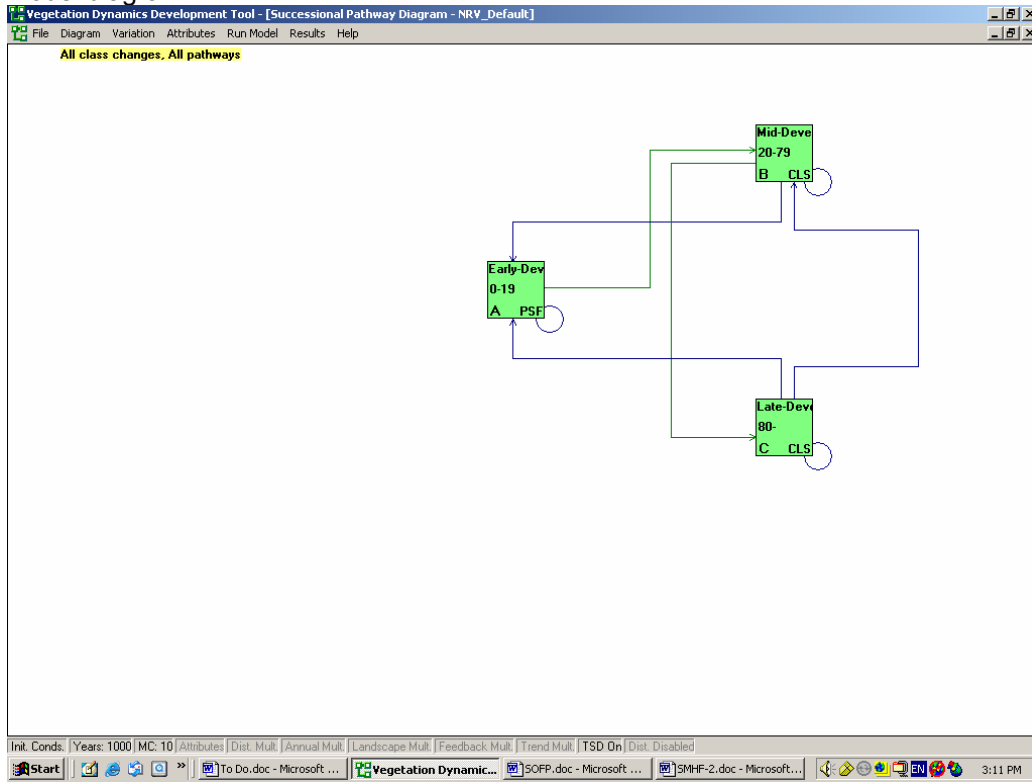 Vegetation Dynamics Development Tool - [Successional Pathway Diagram - NRV_Default]
File Diagram Variation Attributes Run Model Results Help
All class changes, All pathways
Mid-Deve
20-79
B CLS
Early-Dev
0-19
A PSF
Late-Deve
80-
C CLS
Init. Conds. Years: 1000 MC: 10 Attributes Dist. Mult. Annual Mult. Landscape Mult. Feedback Mult. Trend Mult. TSD On Dist. Disabled
Start » To Do.doc - Microsoft ... Vegetation Dynamic... SOFP.doc - Microsoft ... SMHF-2.doc - Microsoft... EN 3:11 PM